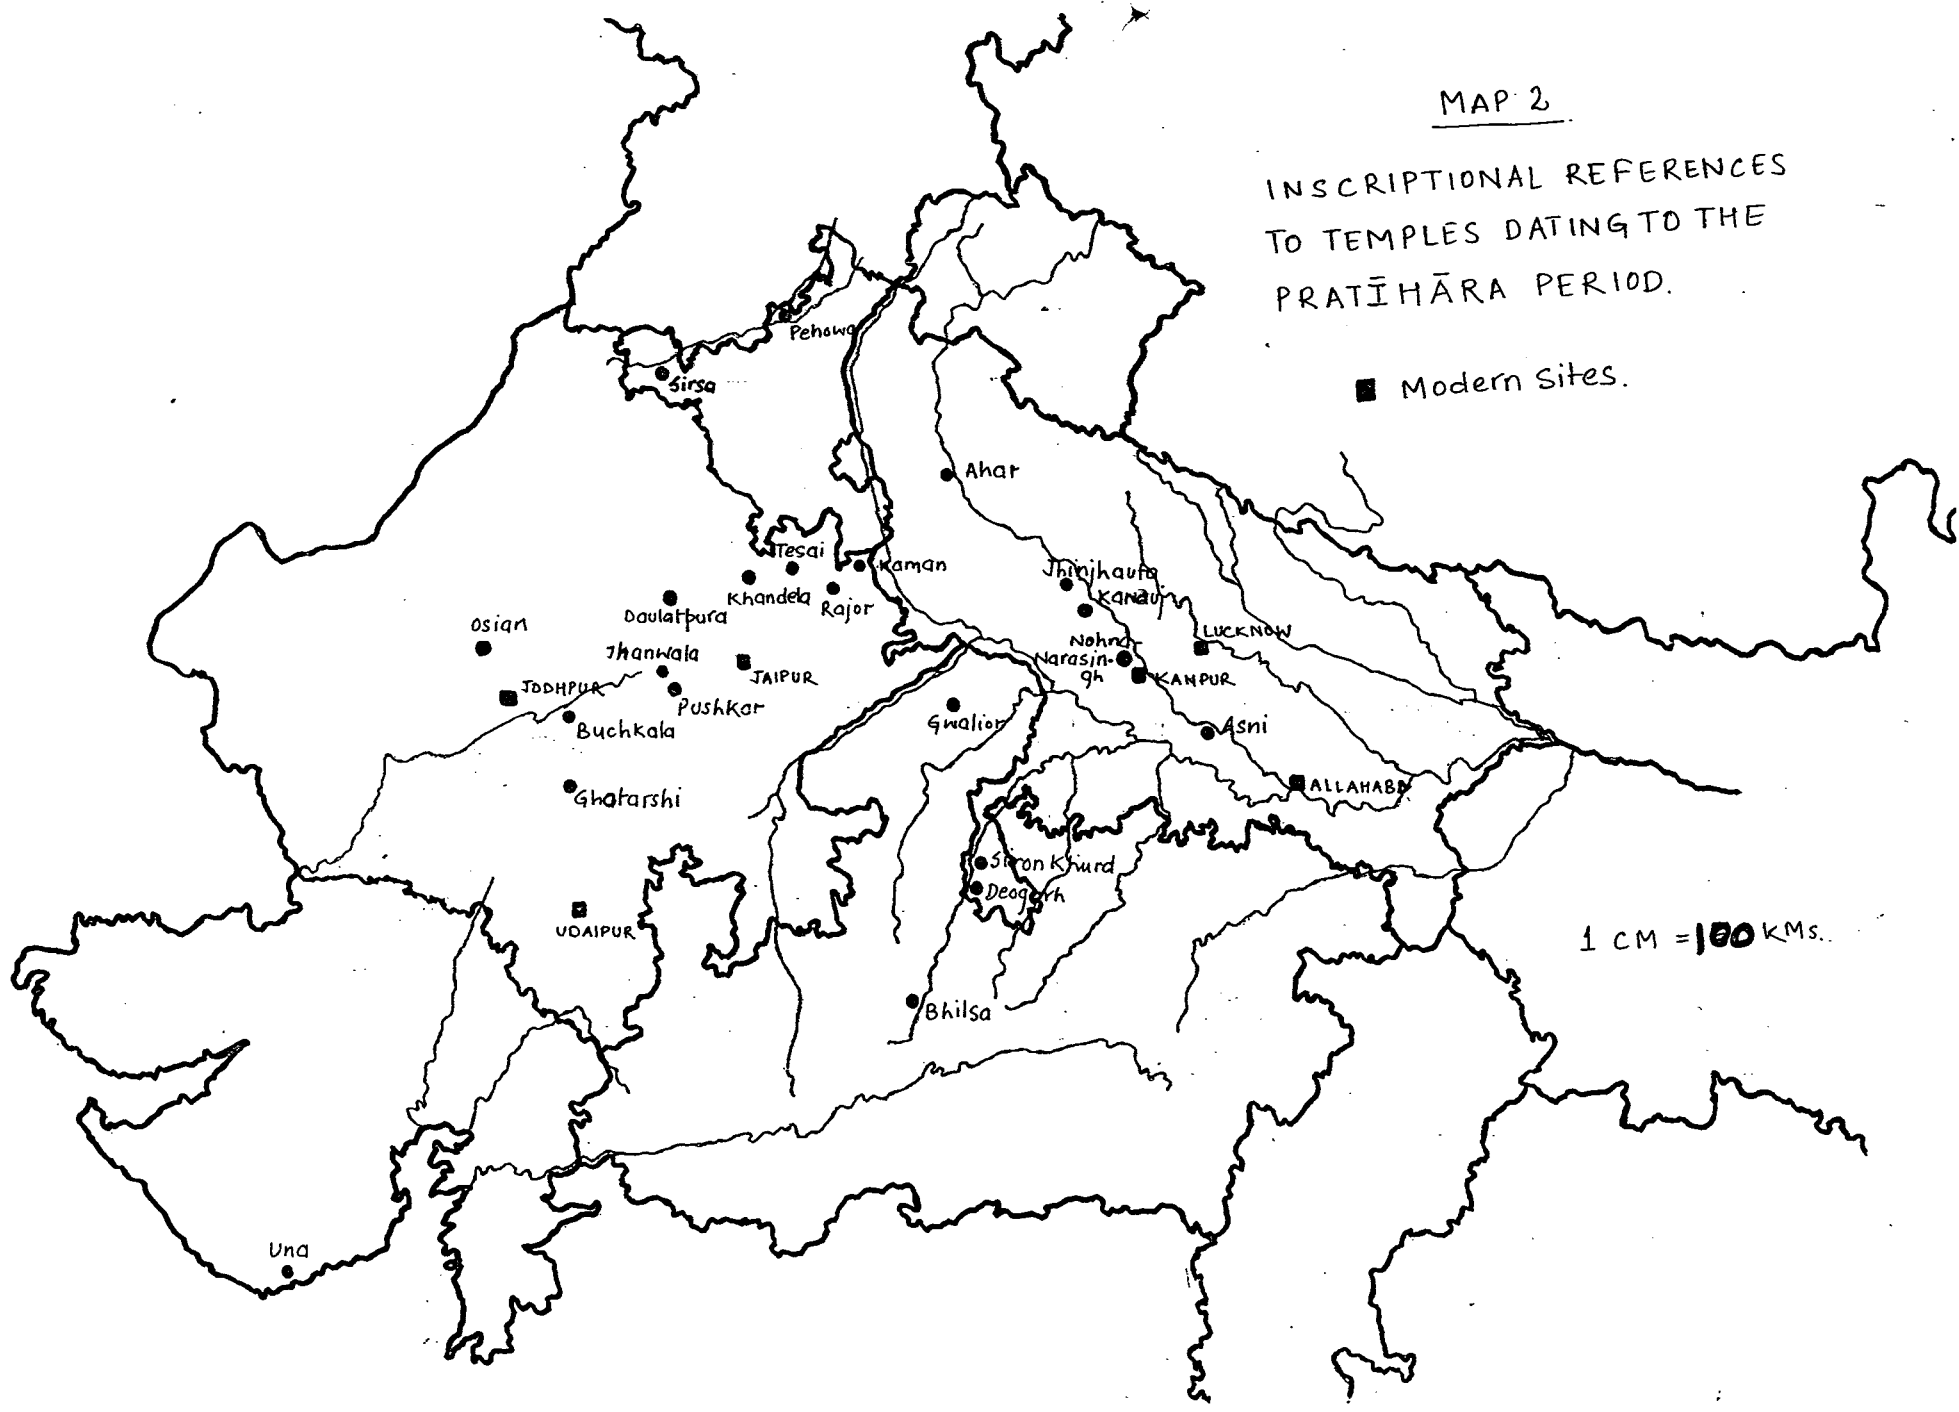 MAP 2
INSCRIPTIONAL REFERENCES
TO TEMPLES DATING TO THE
PRATĪHĀRA PERIOD.
Modern Sites.
Pehowa
Sirsa
Ahar
Tesai
Kaman
Khandela
Rajor
Daulatpura
Osian
Jhanwala
JAIPUR
JODHPUR
Pushkar
Buchkala
Ghatarshi
UDAIPUR
Jhinjhauta
Kanauj
LUCKNOW
Nohna-
Narasin-
gh
KANPUR
Gwalior
Asni
ALLAHABD
Siron Khurd
Deogarh
1 CM = 100 KMs.
Bhilsa
Una